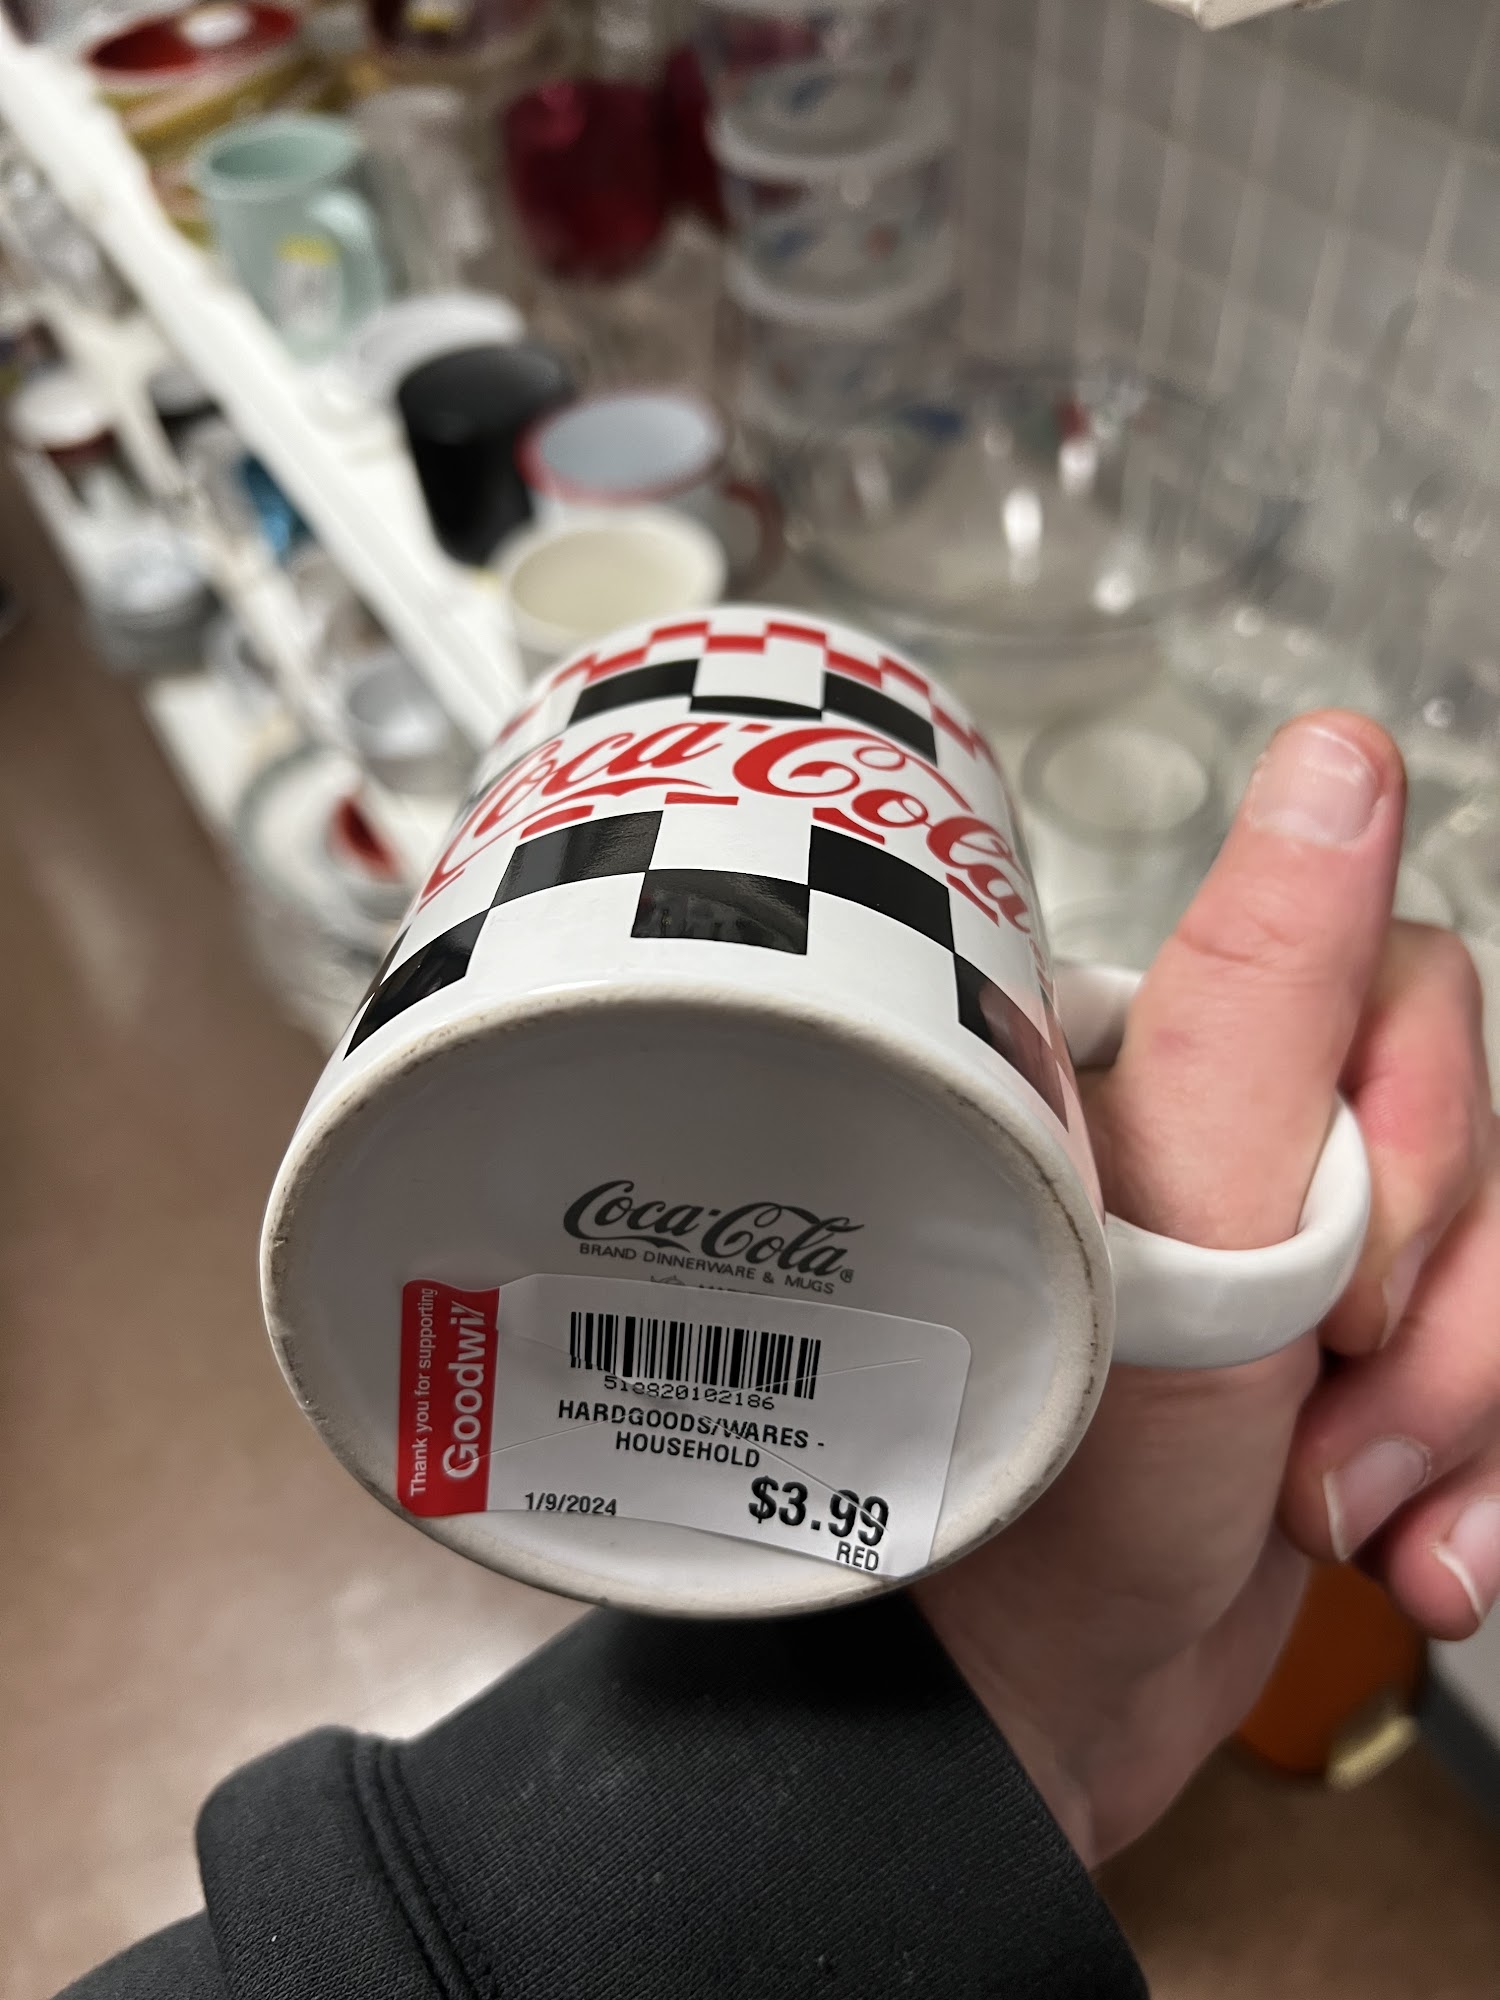 Coca-Cola
Coca-Cola®
BRAND DINNERWARE & MUGS
Thank you for supporting
Goodwill
HARDGOODS/WARES -
HOUSEHOLD
1/9/2024
$3.99
RED